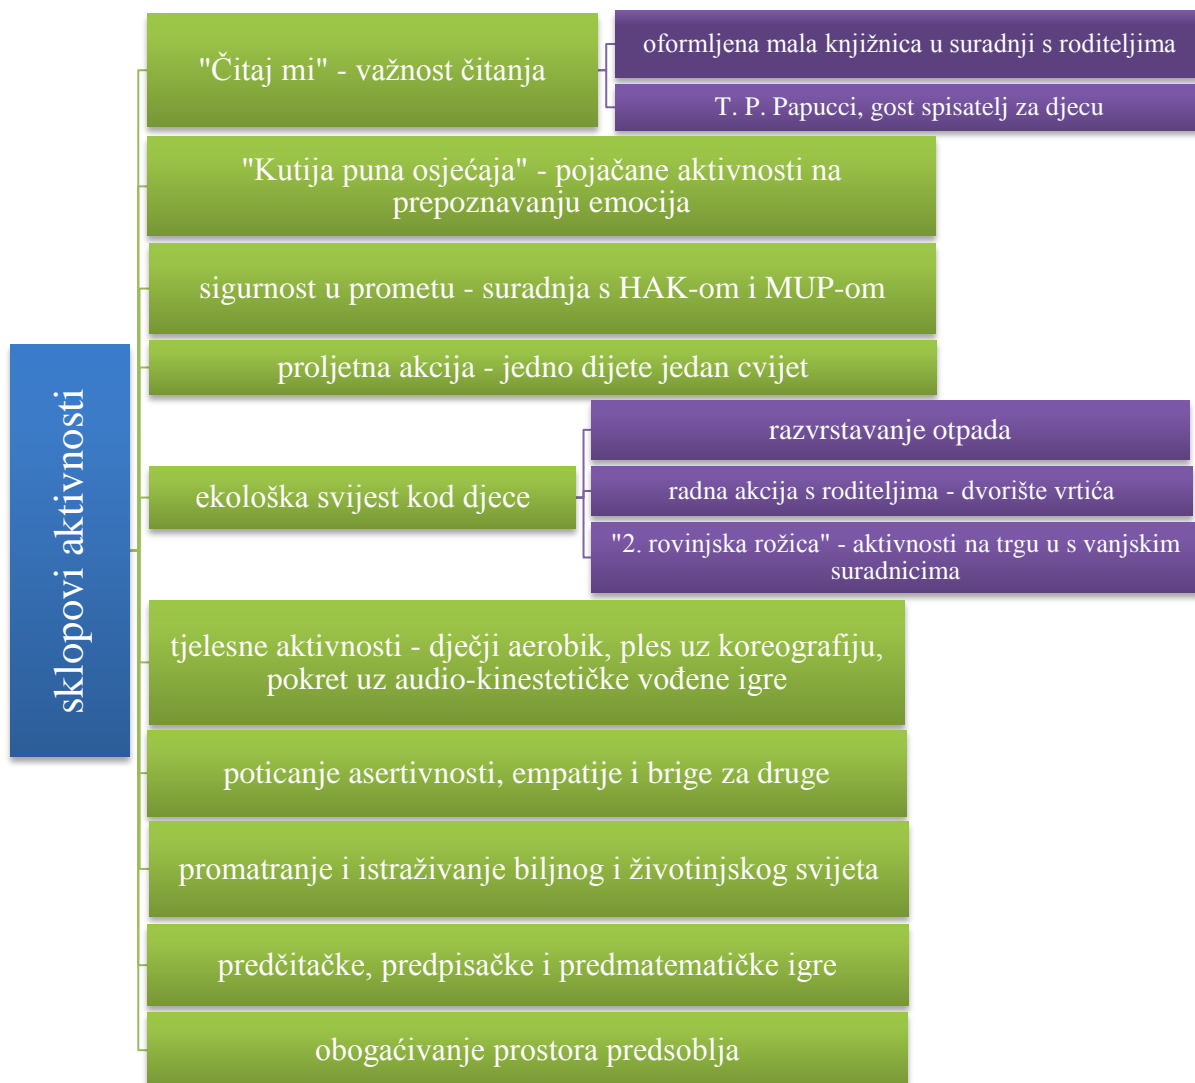 sklopovi aktivnosti
"Čitaj mi" - važnost čitanja
oformljena mala knjižnica u suradnji s roditeljima
T. P. Papucci, gost spisatelj za djecu
"Kutija puna osjećaja" - pojačane aktivnosti na
prepoznavanju emocija
sigurnost u prometu - suradnja s HAK-om i MUP-om
proljetna akcija - jedno dijete jedan cvijet
ekološka svijest kod djece
razvrstavanje otpada
radna akcija s roditeljima - dvorište vrtića
"2. rovinjska rožica" - aktivnosti na trgu u s vanjskim
suradnicima
tjelesne aktivnosti - dječji aerobik, ples uz koreografiju,
pokret uz audio-kinestetičke vođene igre
poticanje asertivnosti, empatije i brige za druge
promatranje i istraživanje biljnog i životinjskog svijeta
predčitačke, predpisačke i predmatematičke igre
obogaćivanje prostora predsoblja